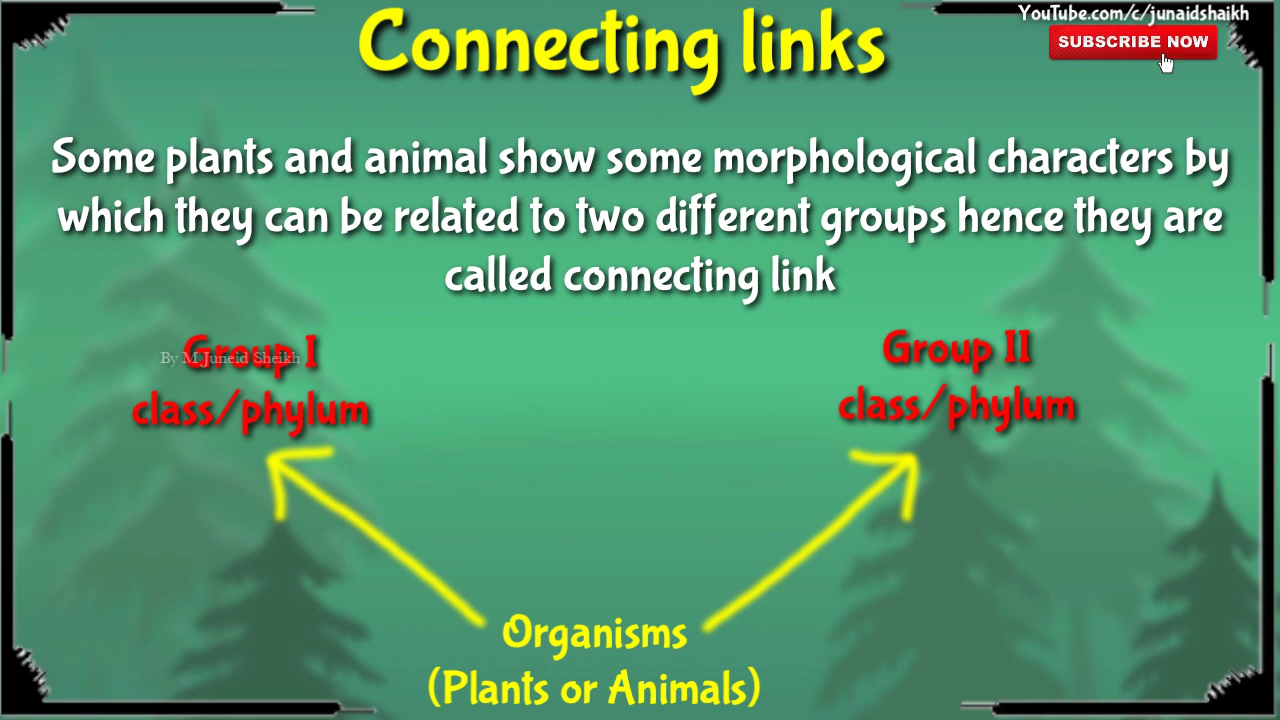 YouTube.com/c/junaidshaikh
SUBSCRIBE NOW
Connecting links
Some plants and animal show some morphological characters by
which they can be related to two different groups hence they are
called connecting link
Group I
class/phylum
By M.Juneid Sheikh
Group II
class/phylum
Organisms
(Plants or Animals)